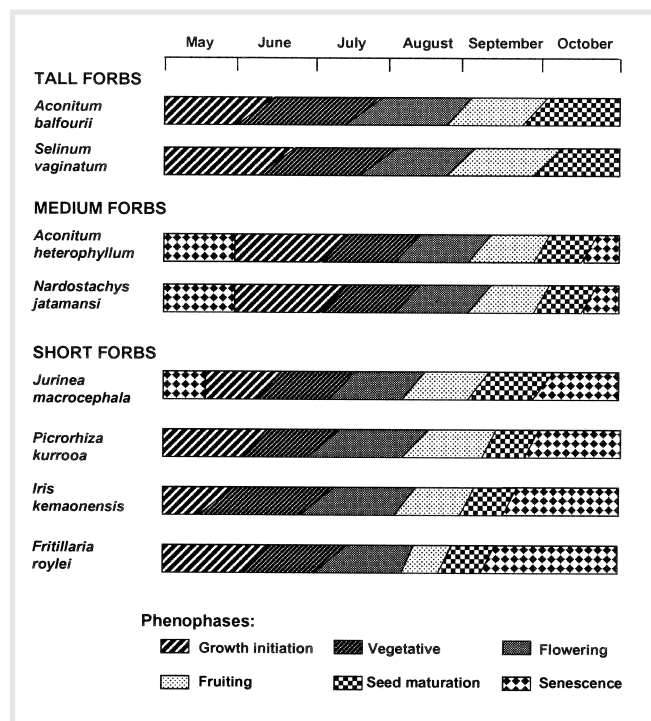 May June July August September October
TALL FORBS
Aconitum
balfourii
Selinum
vaginatum
MEDIUM FORBS
Aconitum
heterophyllum
Nardostachys
jatamansi
SHORT FORBS
Jurinea
macrocephala
Picrorhiza
kurrooa
Iris
kemaonensis
Fritillaria
roylei
Phenophases:
Growth initiation Vegetative Flowering
Fruiting Seed maturation Senescence